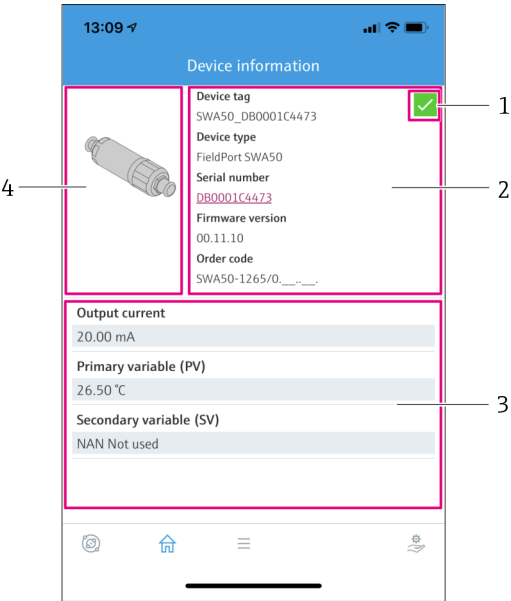 13:09
Device information
Device tag
SWA50_DB0001C4473
Device type
FieldPort SWA50
Serial number
DB0001C4473
Firmware version
00.11.10
Order code
SWA50-1265/0.__..__.
Output current
20.00 mA
Primary variable (PV)
26.50 °C
Secondary variable (SV)
NAN Not used
1
2
3
4